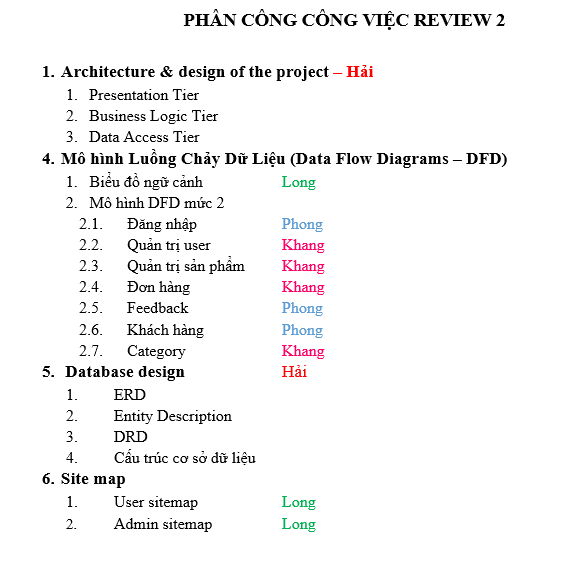 PHÂN CÔNG CÔNG VIỆC REVIEW 2
1. Architecture & design of the project – Hải
1. Presentation Tier
2. Business Logic Tier
3. Data Access Tier
4. Mô hình Luồng Chảy Dữ Liệu (Data Flow Diagrams – DFD)
1. Biểu đồ ngữ cảnh Long
2. Mô hình DFD mức 2
2.1. Đăng nhập Phong
2.2. Quản trị user Khang
2.3. Quản trị sản phẩm Khang
2.4. Đơn hàng Khang
2.5. Feedback Phong
2.6. Khách hàng Phong
2.7. Category Khang
5. Database design Hải
1. ERD
2. Entity Description
3. DRD
4. Cấu trúc cơ sở dữ liệu
6. Site map
1. User sitemap Long
2. Admin sitemap Long